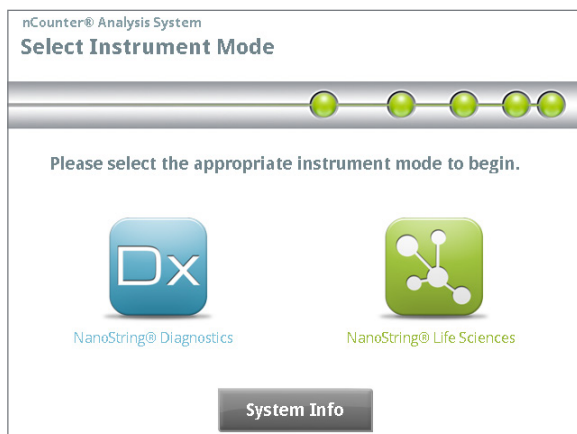 nCounter® Analysis System
Select Instrument Mode
Please select the appropriate instrument mode to begin.
Dx
NanoString® Diagnostics
NanoString® Life Sciences
System Info